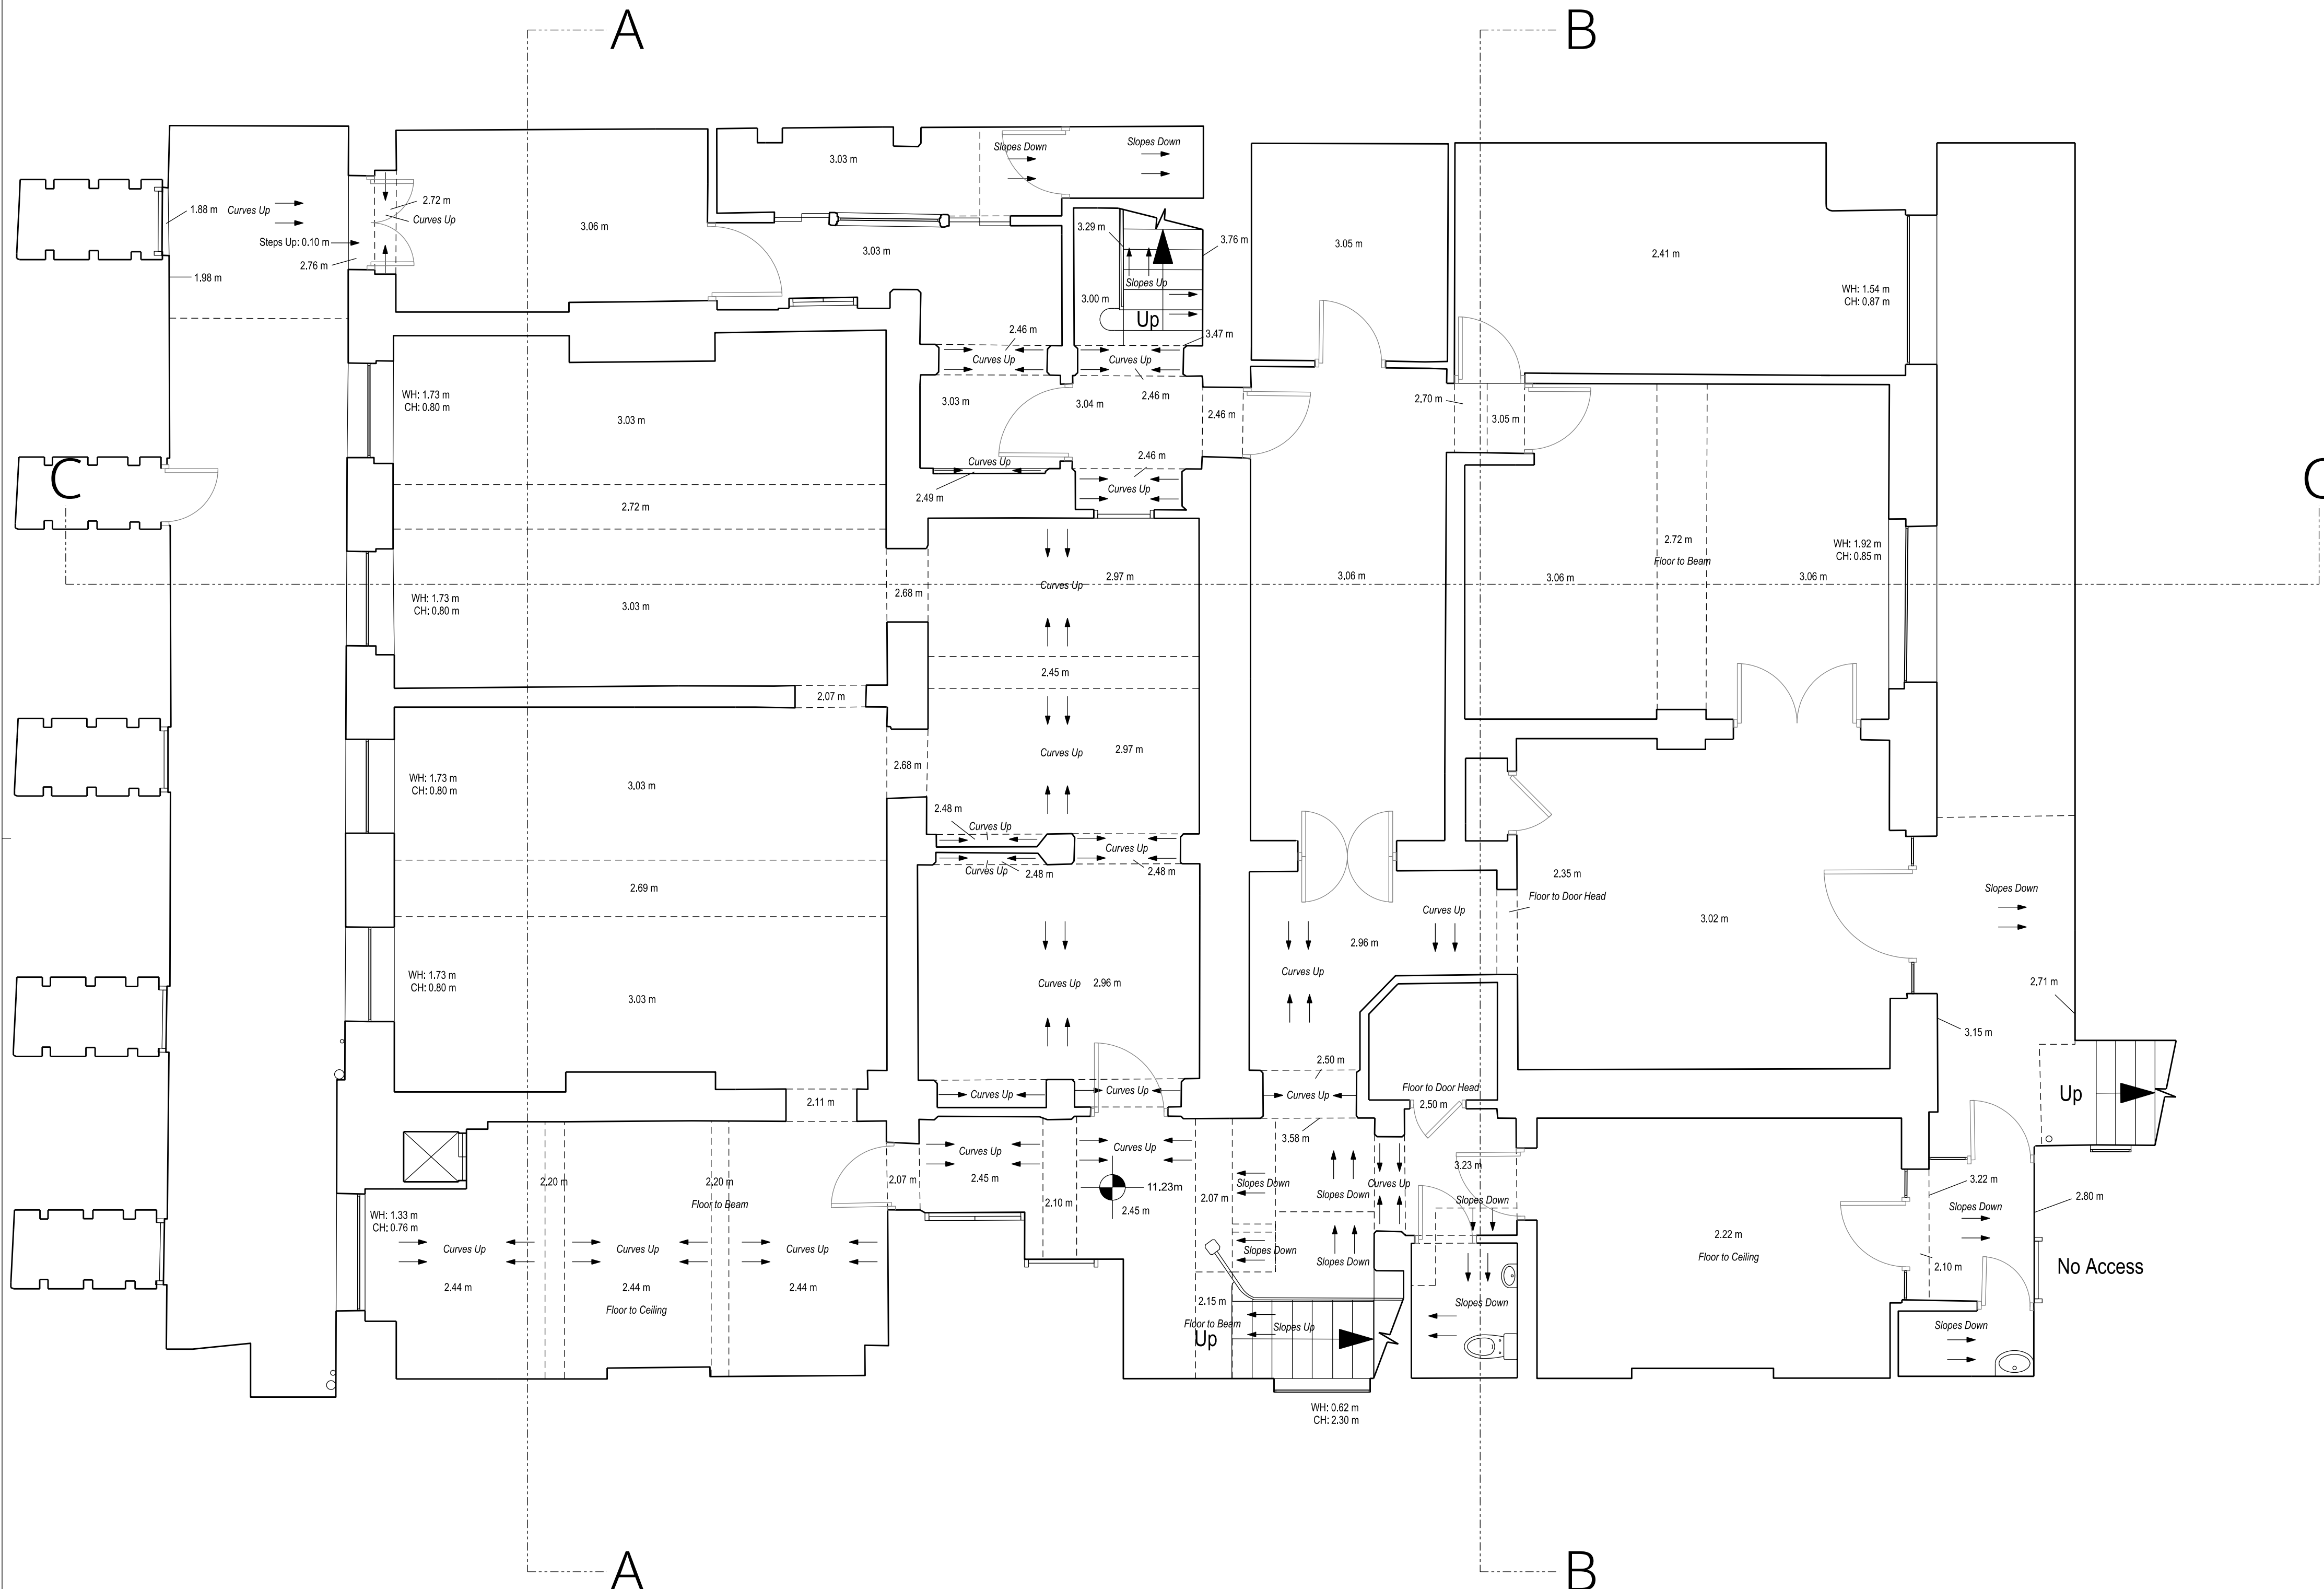 A
B
Slopes Down
Slopes Down
3.03 m
2.72 m
1.88 m
Curves Up
Curves Up
3.06 m
3.29 m
3.76 m
Steps Up: 0.10 m
2.76 m
3.03 m
3.05 m
2.41 m
1.98 m
Slopes Up
WH: 1.54 m
CH: 0.87 m
3.00 m
Up
2.46 m
3.47 m
Curves Up
Curves Up
WH: 1.73 m
CH: 0.80 m
3.03 m
3.04 m
2.46 m
2.70 m
2.46 m
3.05 m
3.03 m
2.46 m
Curves Up
C
C
Curves Up
2.49 m
2.72 m
2.72 m
Floor to Beam
WH: 1.92 m
CH: 0.85 m
2.97 m
3.06 m
3.06 m
3.06 m
Curves Up
2.68 m
WH: 1.73 m
CH: 0.80 m
3.03 m
2.45 m
2.07 m
Curves Up
2.97 m
2.68 m
WH: 1.73 m
CH: 0.80 m
3.03 m
2.48 m
Curves Up
Curves Up
Curves Up
2.48 m
2.48 m
2.35 m
Floor to Door Head
2.69 m
Slopes Down
Curves Up
3.02 m
2.96 m
Curves Up
WH: 1.73 m
CH: 0.80 m
Curves Up
2.96 m
2.71 m
3.03 m
3.15 m
2.50 m
Floor to Door Head
2.50 m
Curves Up
Curves Up
Curves Up
Up
2.11 m
3.58 m
Curves Up
Curves Up
3.23 m
2.20 m
2.20 m
Floor to Beam
2.07 m
2.45 m
11.23m
2.10 m
2.45 m
2.07 m
Slopes Down
Curves Up
Slopes Down
Slopes Down
3.22 m
2.80 m
Slopes Down
WH: 1.33 m
CH: 0.76 m
2.22 m
Floor to Ceiling
Curves Up
Curves Up
Curves Up
Slopes Down
Slopes Down
2.10 m
No Access
2.44 m
2.44 m
2.44 m
Floor to Ceiling
2.15 m
Floor to Beam
Up
Slopes Up
Slopes Down
Slopes Down
WH: 0.62 m
CH: 2.30 m
A
B